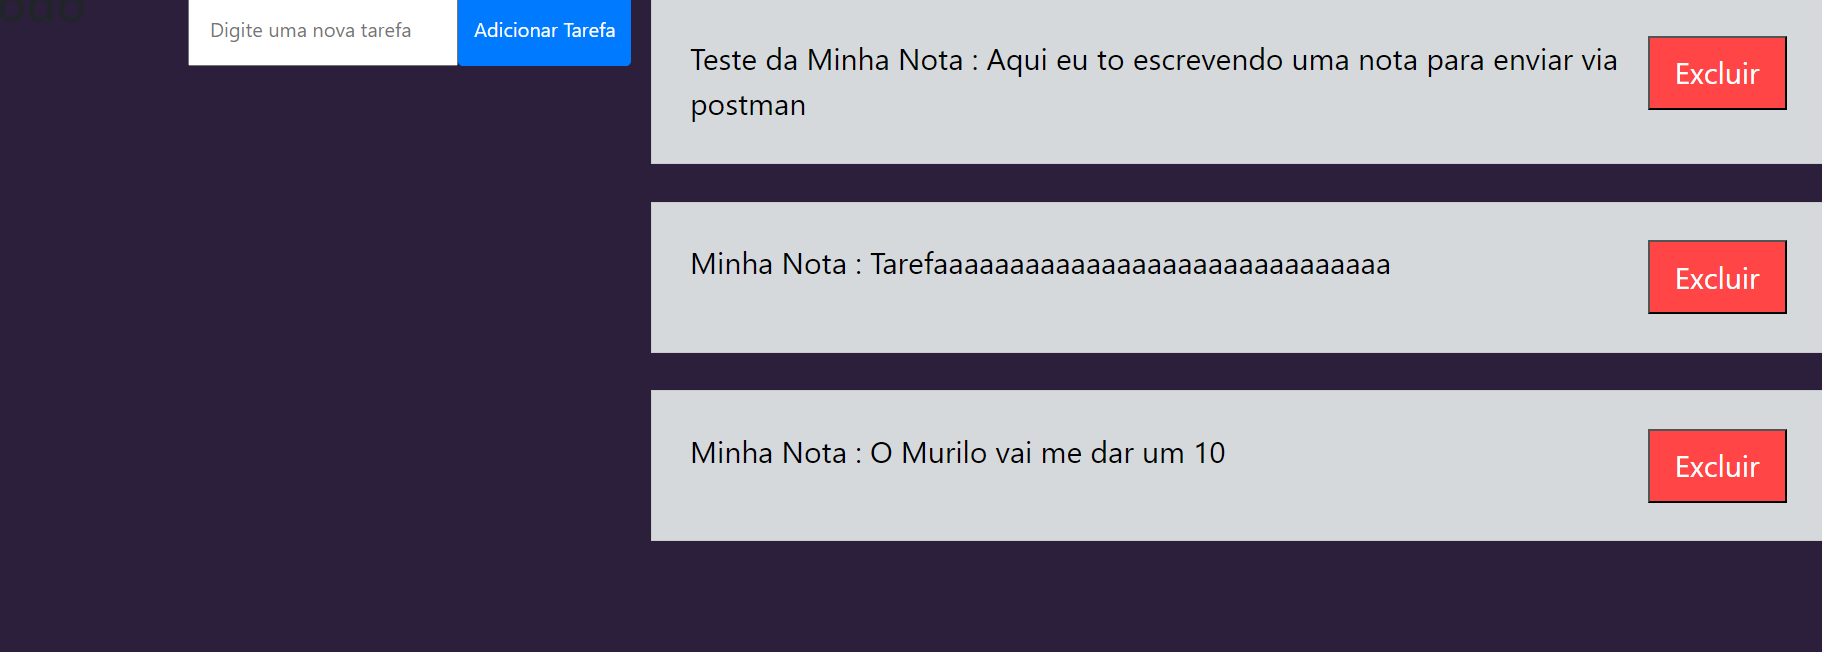 Digite uma nova tarefa
Adicionar Tarefa
Teste da Minha Nota : Aqui eu to escrevendo uma nota para enviar via
postman
Excluir
Minha Nota : Tarefaaaaaaaaaaaaaaaaaaaaaaaaaaaaaa
Excluir
Minha Nota : O Murilo vai me dar um 10
Excluir